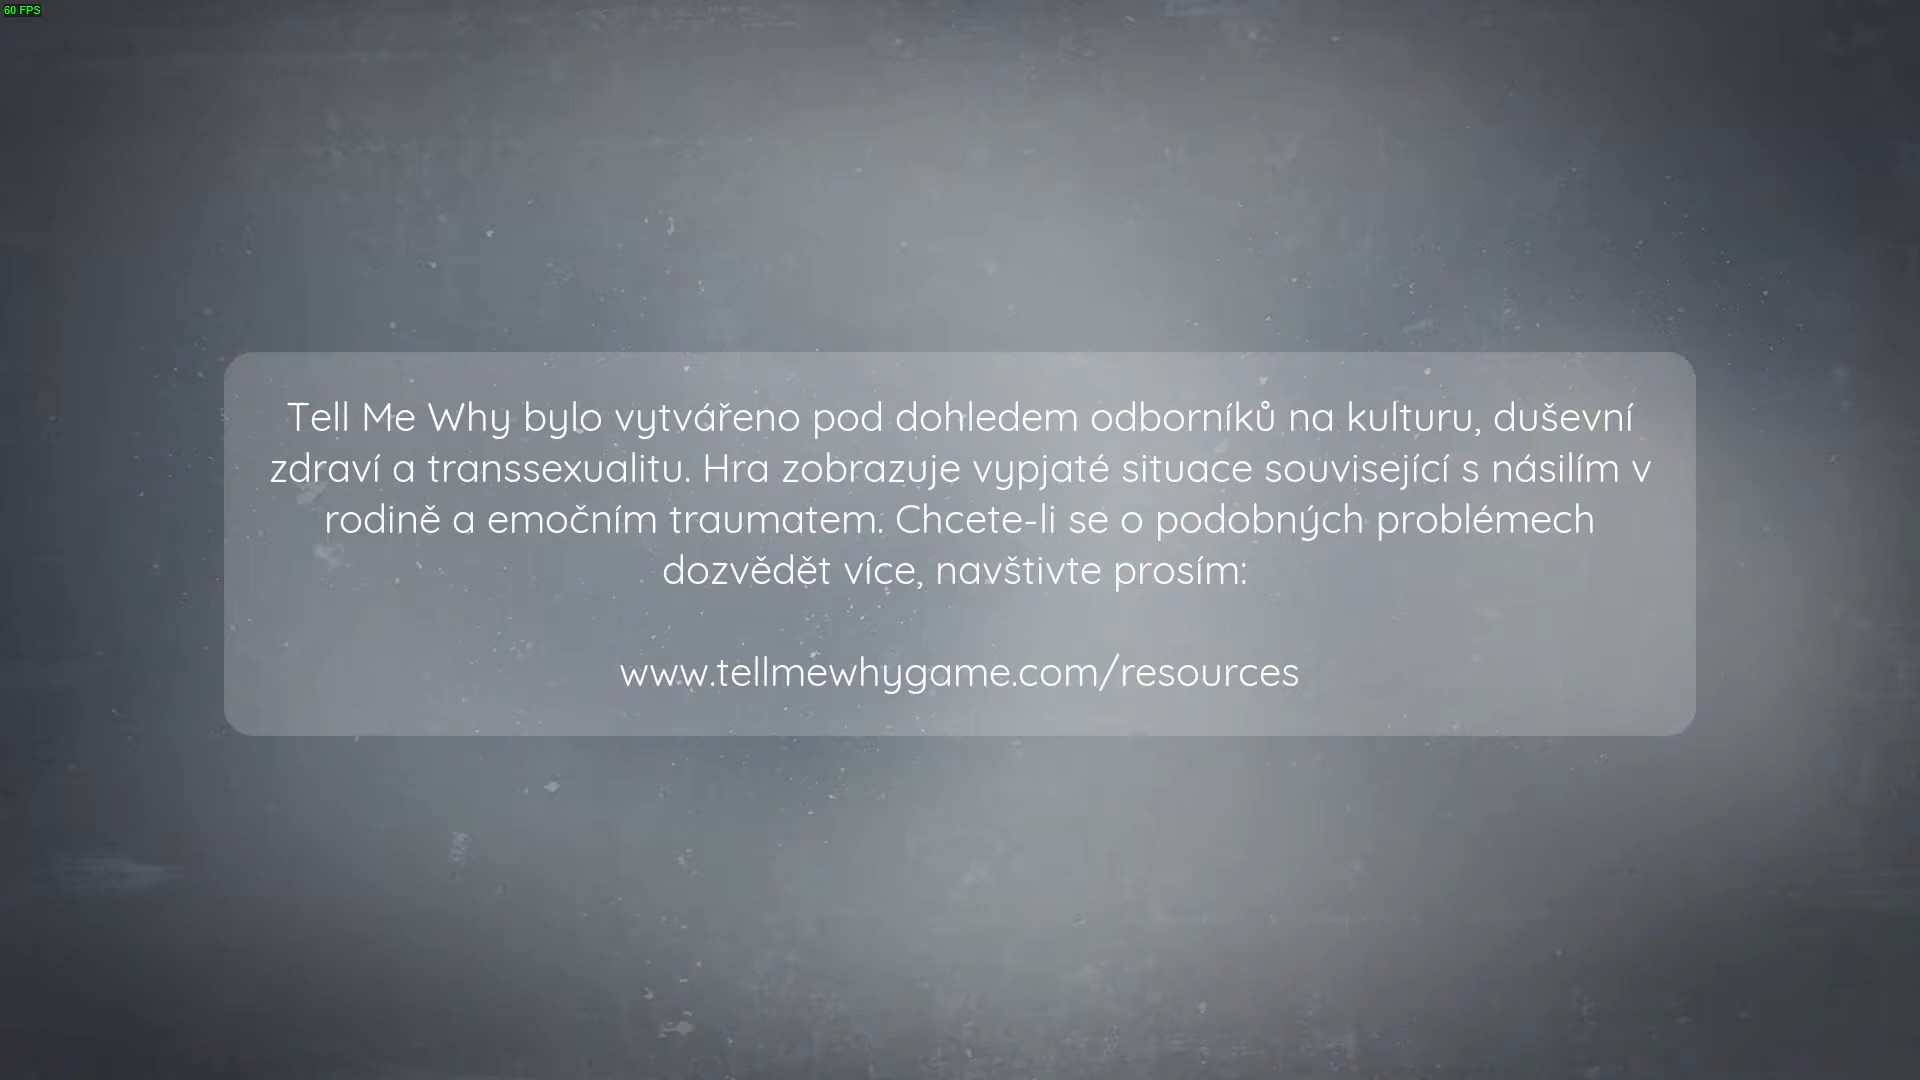 60 FPS
Tell Me Why bylo vytvářeno pod dohledem odborníků na kulturu, duševní
zdraví a transsexualitu. Hra zobrazuje vypjaté situace související s násilím v
rodině a emočním traumatem. Chcete-li se o podobných problémech
dozvědět více, navštivte prosím:
www.tellmewhygame.com/resources